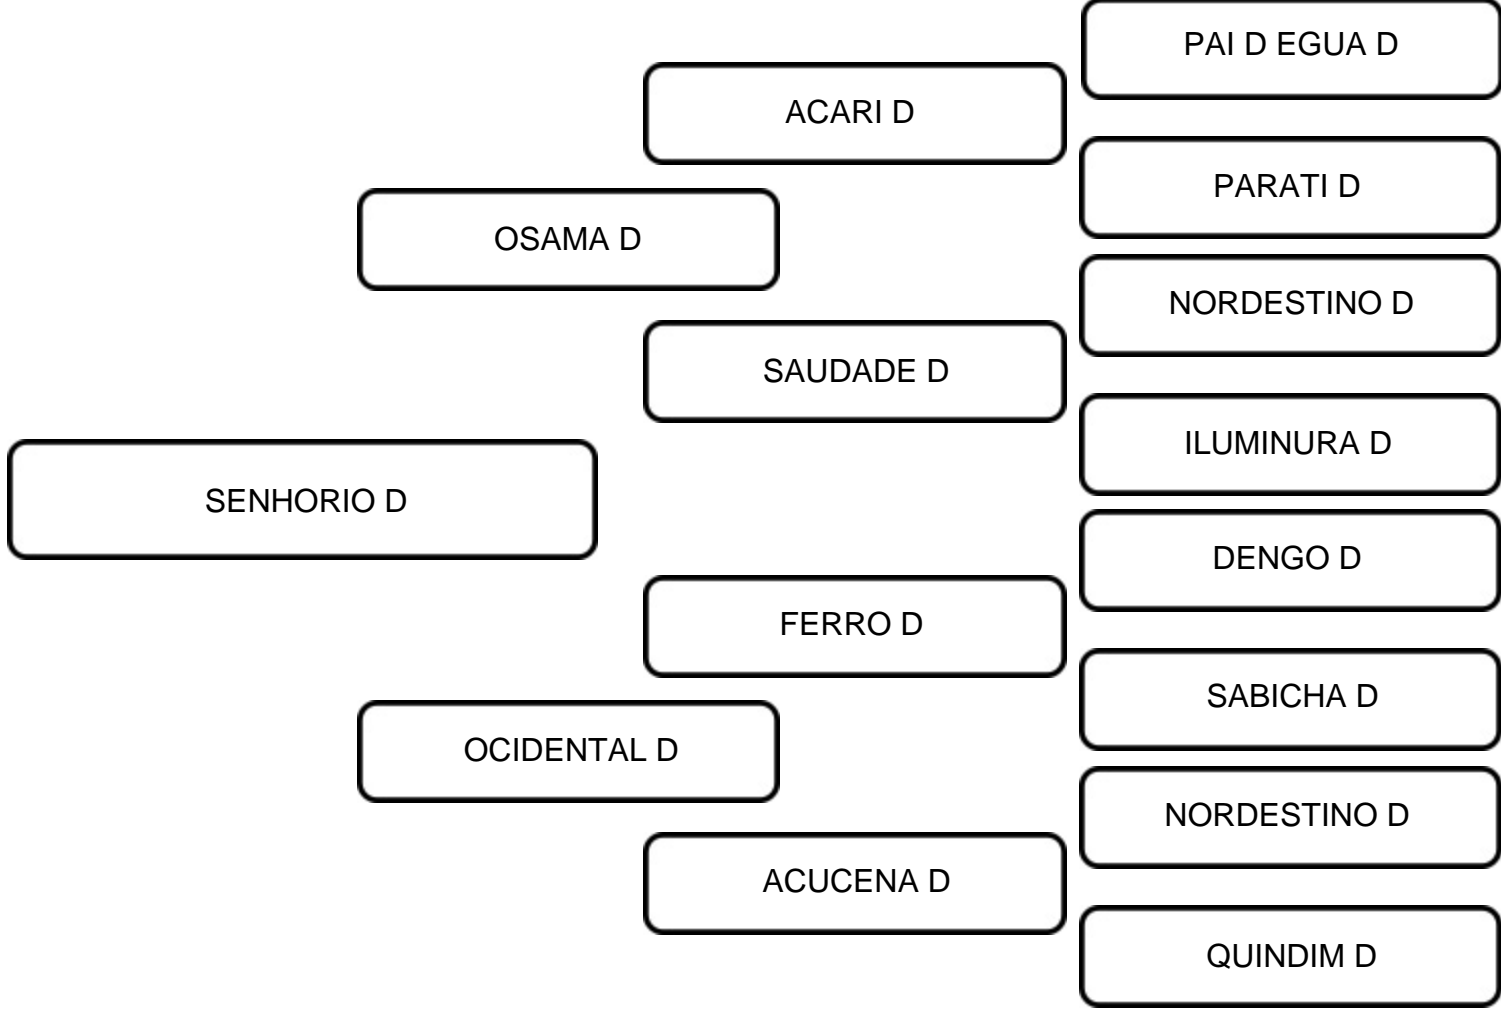 PAI D EGUA D
ACARI D
PARATI D
OSAMA D
NORDESTINO D
SAUDADE D
ILUMINURA D
SENHORIO D
DENGO D
FERRO D
SABICHA D
OCIDENTAL D
NORDESTINO D
ACUCENA D
QUINDIM D